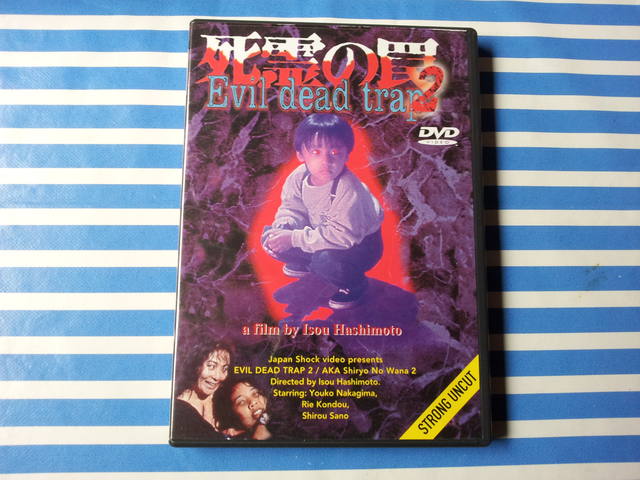 死霊の罠
Evil dead trap 2
DVD
VIDEO
a film by Isou Hashimoto
Japan Shock video presents
EVIL DEAD TRAP 2 / AKA Shiryo No Wana 2
Directed by Isou Hashimoto.
Starring: Youko Nakagima,
Rie Kondou,
Shirou Sano
STRONG UNCUT